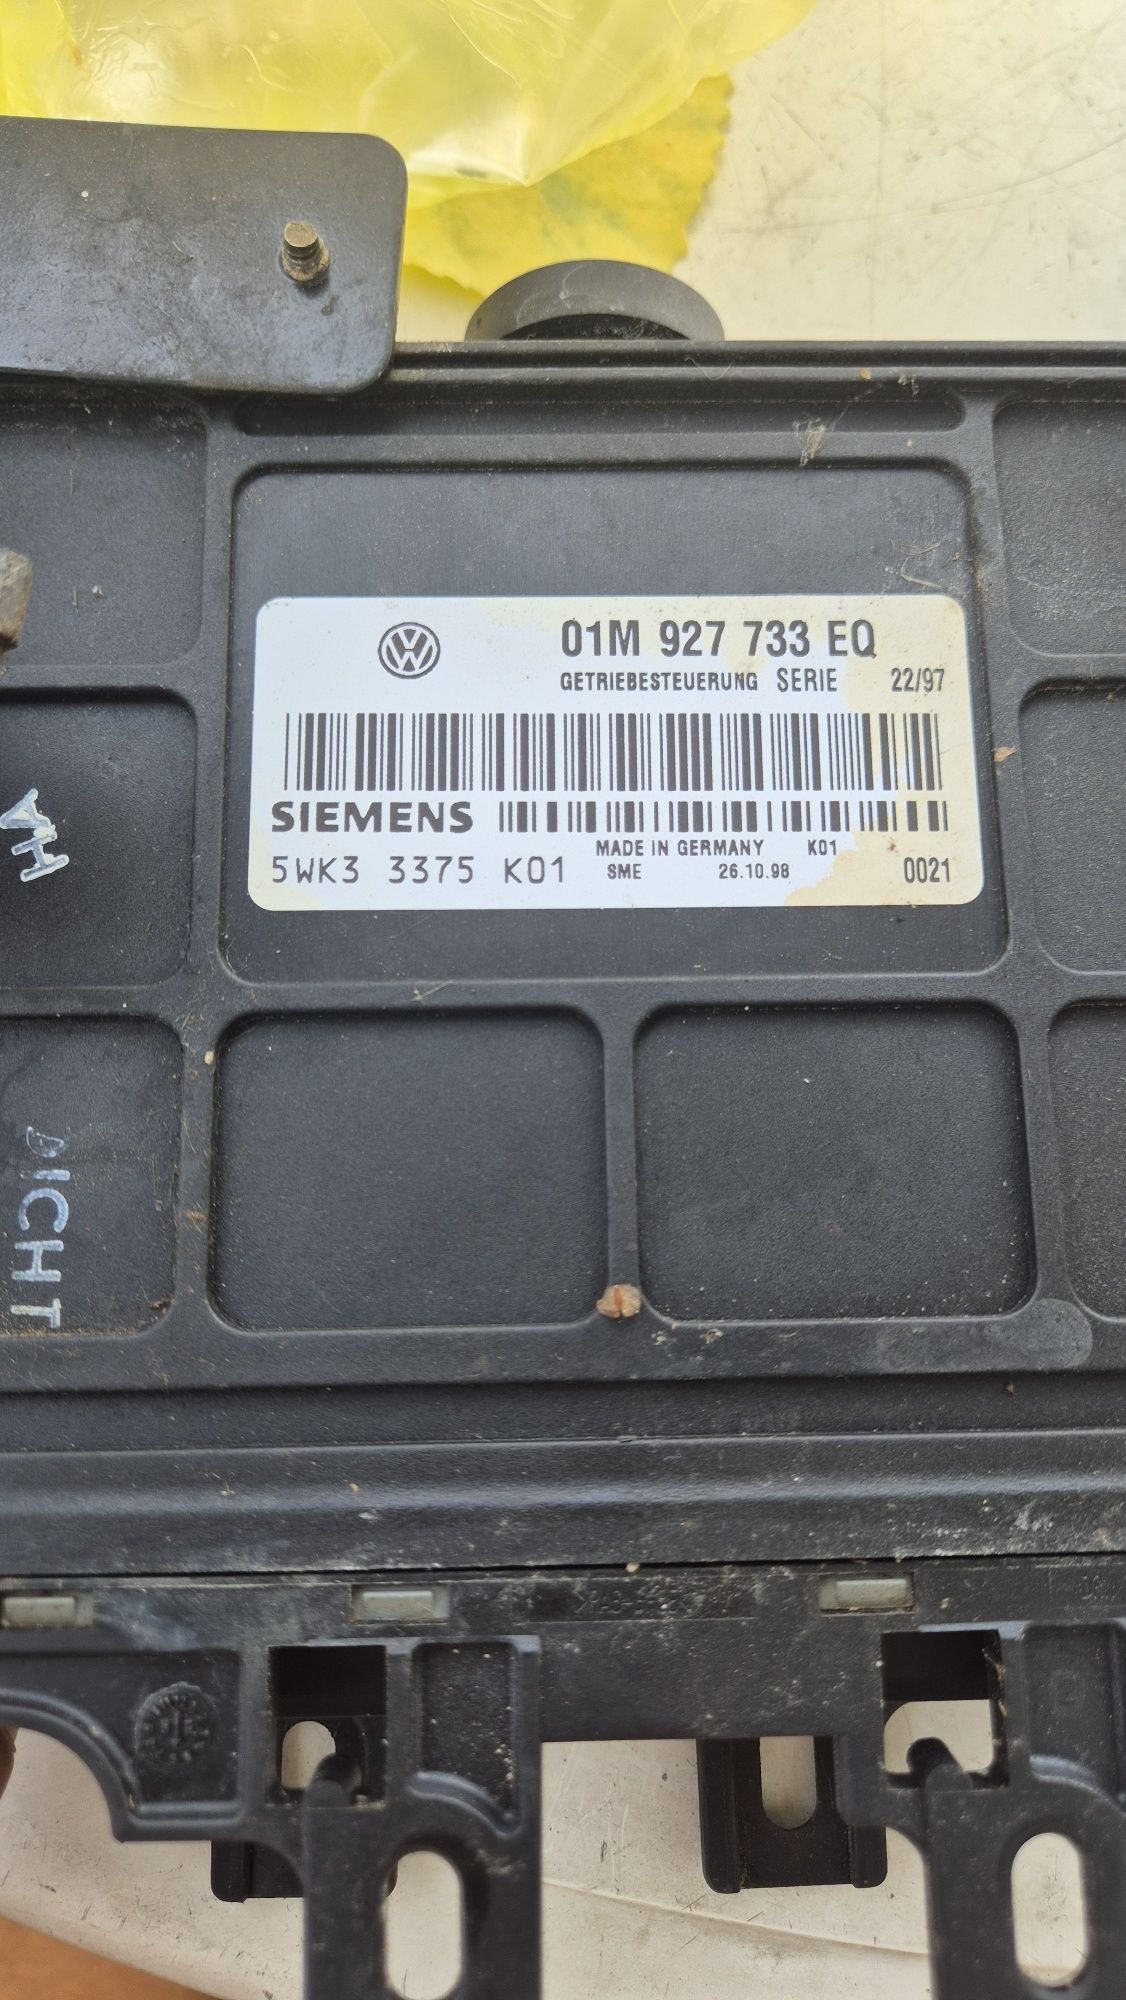 01M 927 733 EQ
GETRIEBESTEUERUNG SERIE 22/97
SIEMENS
MADE IN GERMANY K01
5WK3 3375 K01 SME 26.10.98 0021
DICHT